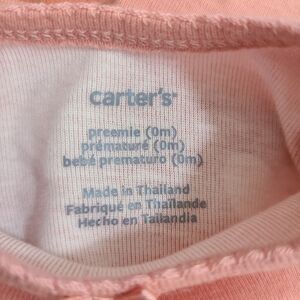 carter's
preemie (0m)
prématuré (0m)
bebé prematuro (0m)
Made in Thailand
Fabriqué en Thaïlande
Hecho en Tailandia